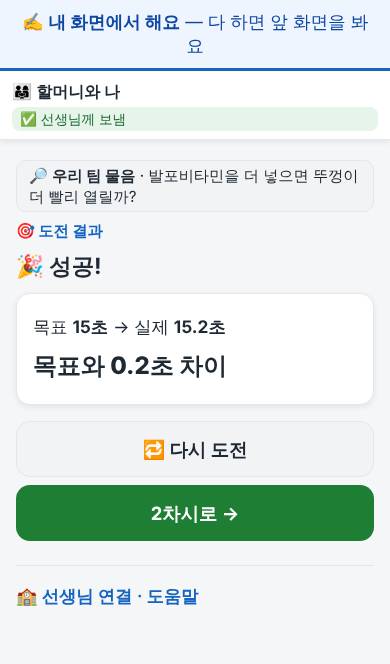 ✍️ 내 화면에서 해요 — 다 하면 앞 화면을 봐
요
👨‍👩‍👧 할머니와 나
✅ 선생님께 보냄
🔎 우리 팀 물음 · 발포비타민을 더 넣으면 뚜껑이
더 빨리 열릴까?
🎯 도전 결과
🎉 성공!
목표 15초 → 실제 15.2초
목표와 0.2초 차이
🔁 다시 도전
2차시로 →
🏫 선생님 연결 · 도움말